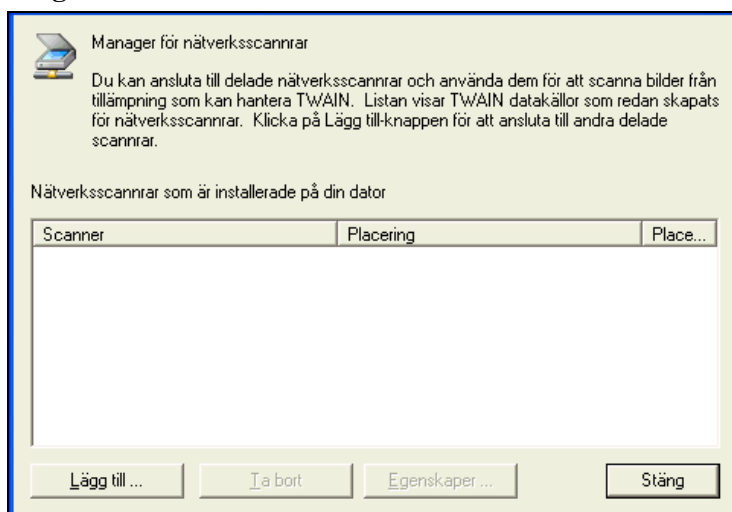 Manager för nätverksscannrar
Du kan ansluta till delade nätverksscannrar och använda dem för att scanna bilder från
tillämpning som kan hantera TWAIN. Listan visar TWAIN datakällor som redan skapats
för nätverksscannrar. Klicka på Lägg till-knappen för att ansluta till andra delade
scannrar.
Nätverksscannrar som är installerade på din dator
Scanner Placering Place...
Lägg till ... Ta bort Egenskaper ... Stäng